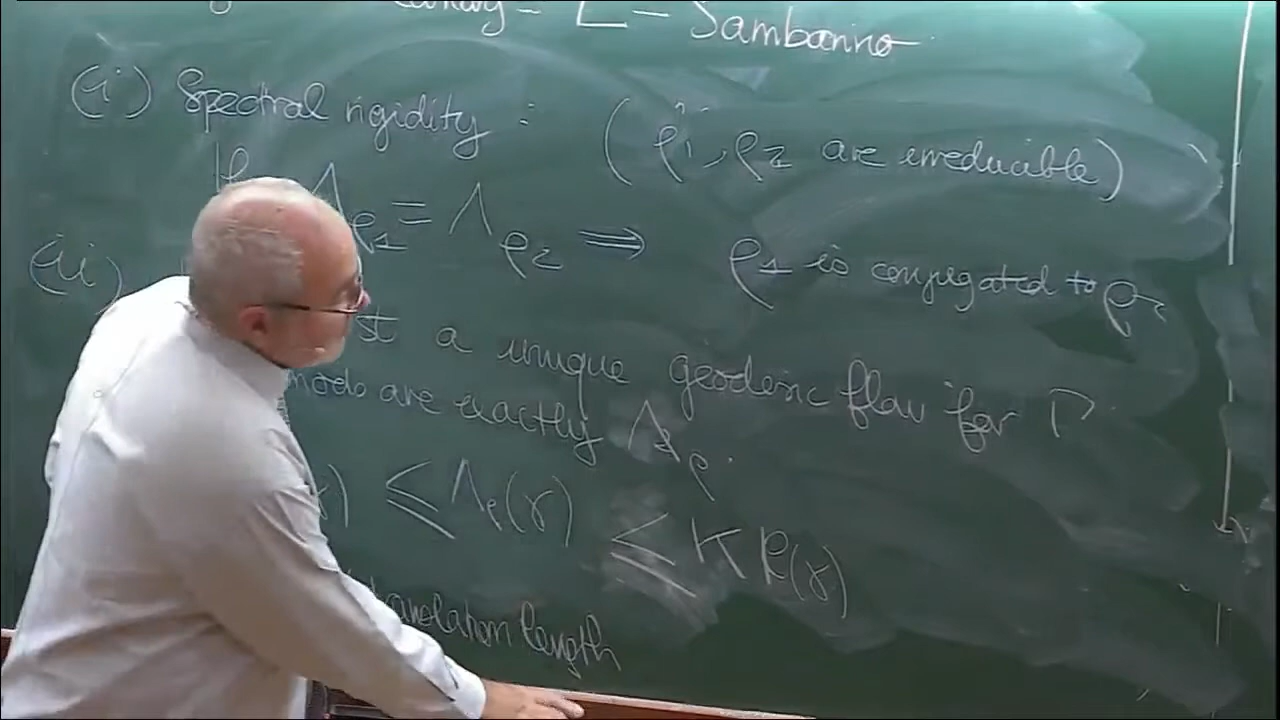 - L - Sambarino
(i) Spectral rigidity : ( ρ1, ρ2 are irreducible )
If Λρ1 = Λρ2 ⟹ ρ1 is conjugated to ρ2
(ii) st a unique geodesic flow for Γ
are exactly Λρ.
γ) ≤ Λρ(γ) ≤ K R(γ)
translation length